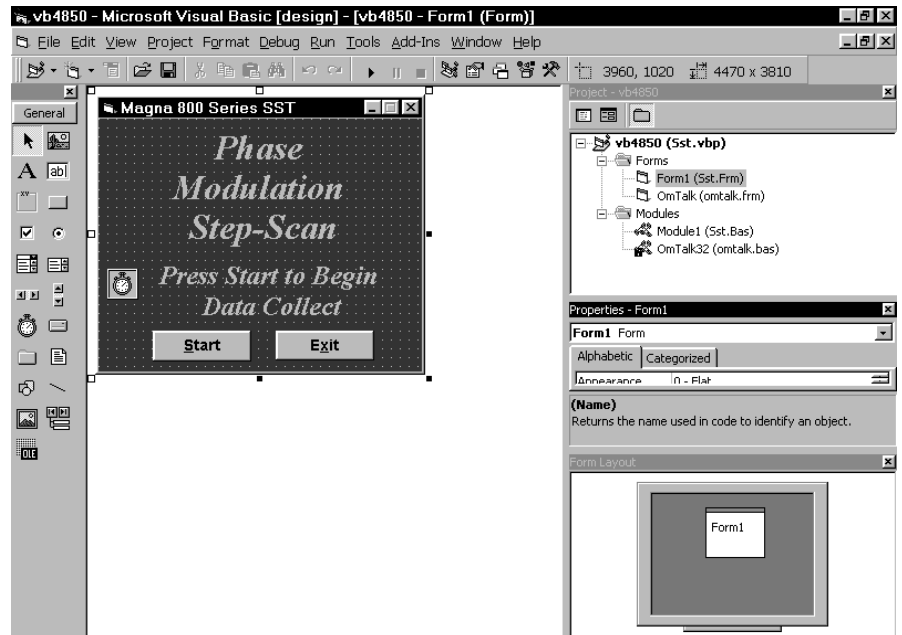 vb4850 - Microsoft Visual Basic [design] - [vb4850 - Form1 (Form)]
File Edit View Project Format Debug Run Tools Add-Ins Window Help
3960, 1020 4470 x 3810
General
A ab|
XY
OLE
Magna 800 Series SST
Phase
Modulation
Step-Scan
Press Start to Begin
Data Collect
Start Exit
Project - vb4850
vb4850 (Sst.vbp)
Forms
Form1 (Sst.Frm)
OmTalk (omtalk.frm)
Modules
Module1 (Sst.Bas)
OmTalk32 (omtalk.bas)
Properties - Form1
Form1 Form
Alphabetic Categorized
Appearance 0 - Flat
(Name)
Returns the name used in code to identify an object.
Form Layout
Form1